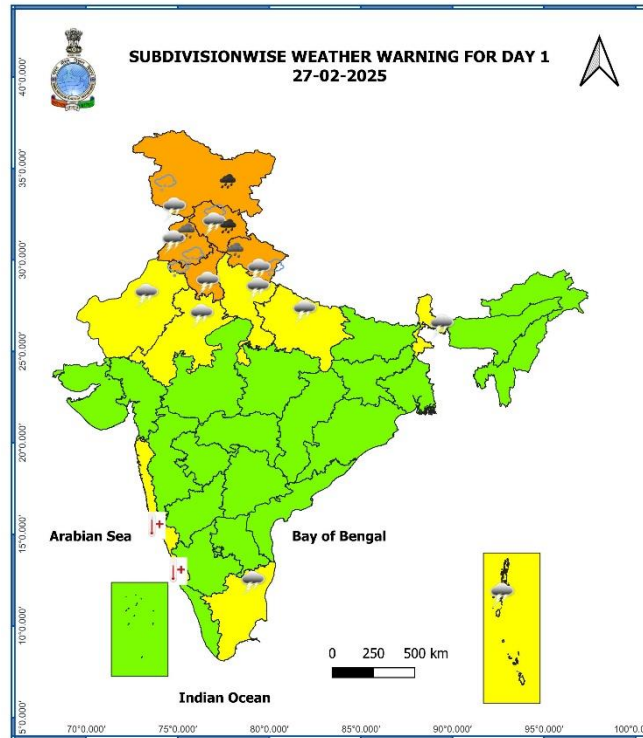 SUBDIVISIONWISE WEATHER WARNING FOR DAY 1
27-02-2025
40°0.000'
35°0.000'
30°0.000'
25°0.000'
20°0.000'
15°0.000'
10°0.000'
5°0.000'
Arabian Sea
Bay of Bengal
0 250 500 km
Indian Ocean
70°0.000' 75°0.000' 80°0.000' 85°0.000' 90°0.000' 95°0.000' 100°0.0